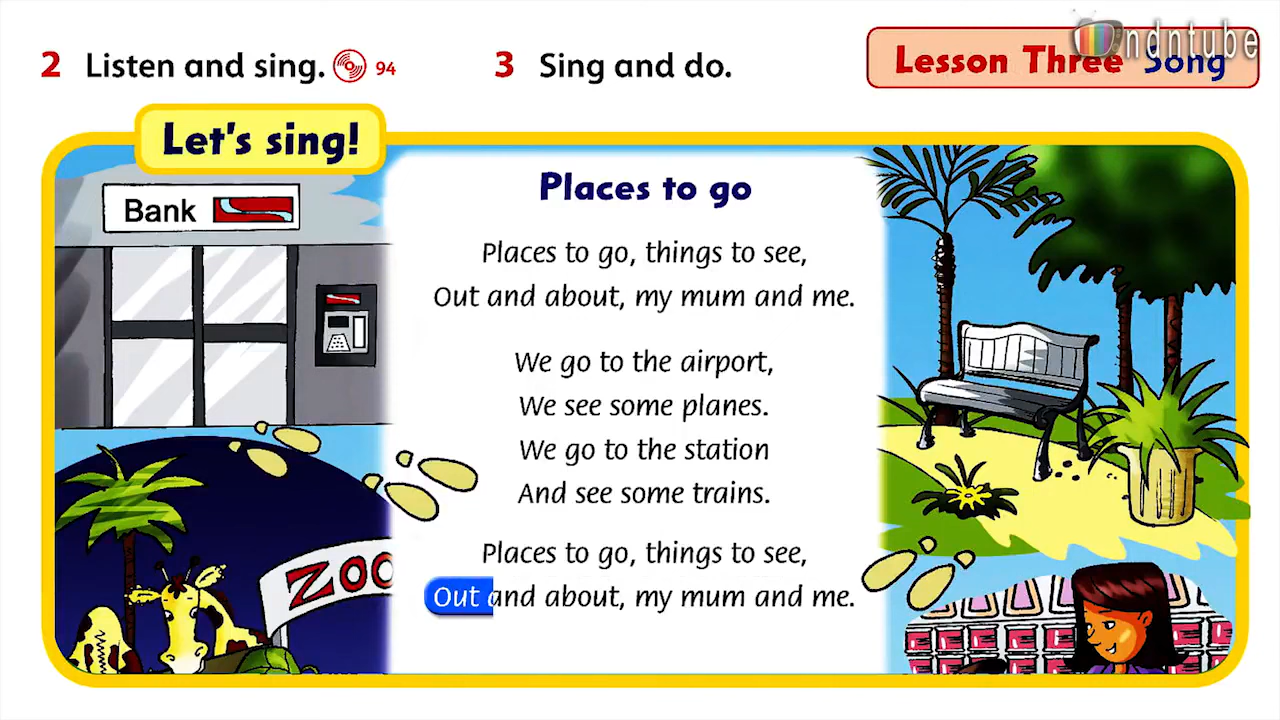 ndntube
2 Listen and sing. 94
3 Sing and do.
Lesson Three Song
Let's sing!
Bank
Places to go
Places to go, things to see,
Out and about, my mum and me.
We go to the airport,
We see some planes.
We go to the station
And see some trains.
Places to go, things to see,
Out and about, my mum and me.
ZOO